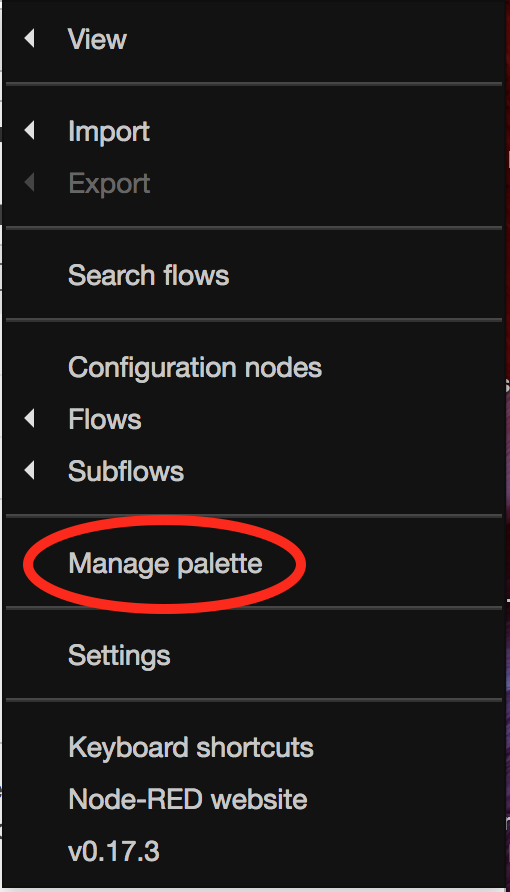 View
Import
Export
Search flows
Configuration nodes
Flows
Subflows
Manage palette
Settings
Keyboard shortcuts
Node-RED website
v0.17.3